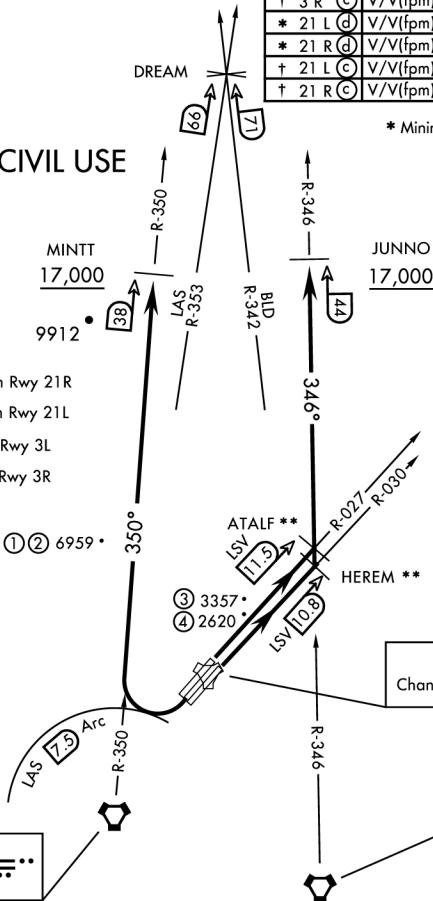 † 3 R ⓒ V/V(fpm)
* 21 L ⓓ V/V(fpm)
* 21 R ⓓ V/V(fpm)
† 21 L ⓒ V/V(fpm)
† 21 R ⓒ V/V(fpm)
DREAM
66
71
* Minim
CIVIL USE
R-350
R-346
MINTT
17,000
JUNNO
17,000
38
44
LAS
R-353
BLD
R-342
9912
346°
Rwy 21R
Rwy 21L
Rwy 3L
Rwy 3R
350°
R-027
R-030
ATALF **
LSV
11.5
① ② 6959
HEREM **
③ 3357
④ 2620
LSV
10.8
Chan
LAS
7.5
Arc
R-350
R-346